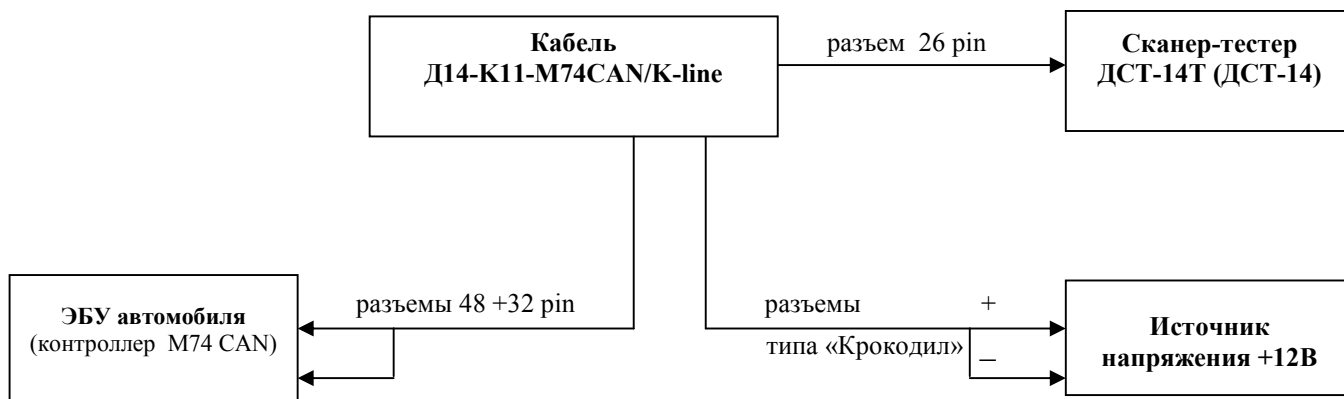 Кабель
Д14-К11-М74CAN/K-line
разъем 26 pin
Сканер-тестер
ДСТ-14Т (ДСТ-14)
ЭБУ автомобиля
(контроллер М74 CAN)
разъемы 48 +32 pin
разъемы +
типа «Крокодил» –
Источник
напряжения +12В